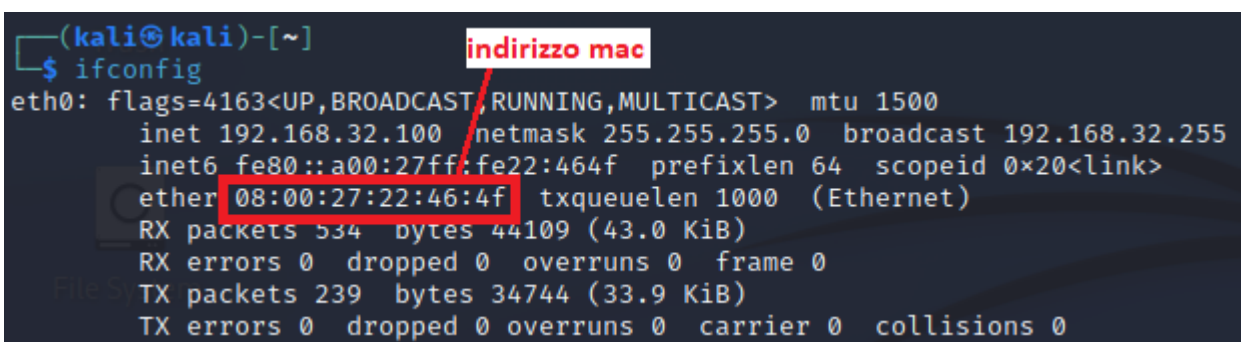 (kali㉿kali)-[~]
indirizzo mac
$ ifconfig
eth0: flags=4163<UP,BROADCAST,RUNNING,MULTICAST> mtu 1500
inet 192.168.32.100 netmask 255.255.255.0 broadcast 192.168.32.255
inet6 fe80::a00:27ff:fe22:464f prefixlen 64 scopeid 0×20<link>
ether 08:00:27:22:46:4f txqueuelen 1000 (Ethernet)
RX packets 534 bytes 44109 (43.0 KiB)
RX errors 0 dropped 0 overruns 0 frame 0
File System
TX packets 239 bytes 34744 (33.9 KiB)
TX errors 0 dropped 0 overruns 0 carrier 0 collisions 0